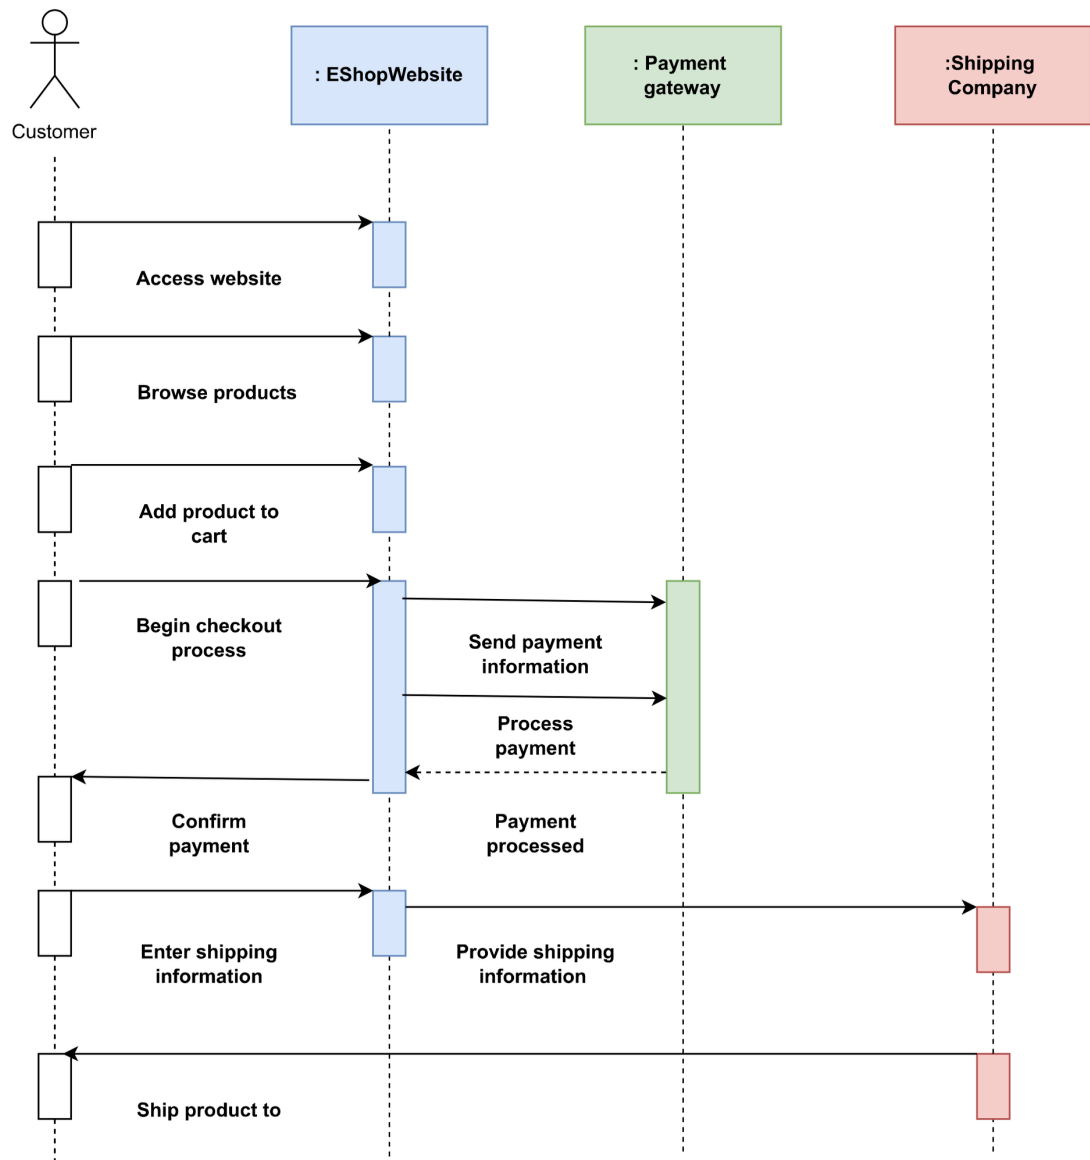 Customer
: EShopWebsite
: Payment
gateway
:Shipping
Company
Access website
Browse products
Add product to
cart
Begin checkout
process
Send payment
information
Process
payment
Confirm
payment
Payment
processed
Enter shipping
information
Provide shipping
information
Ship product to